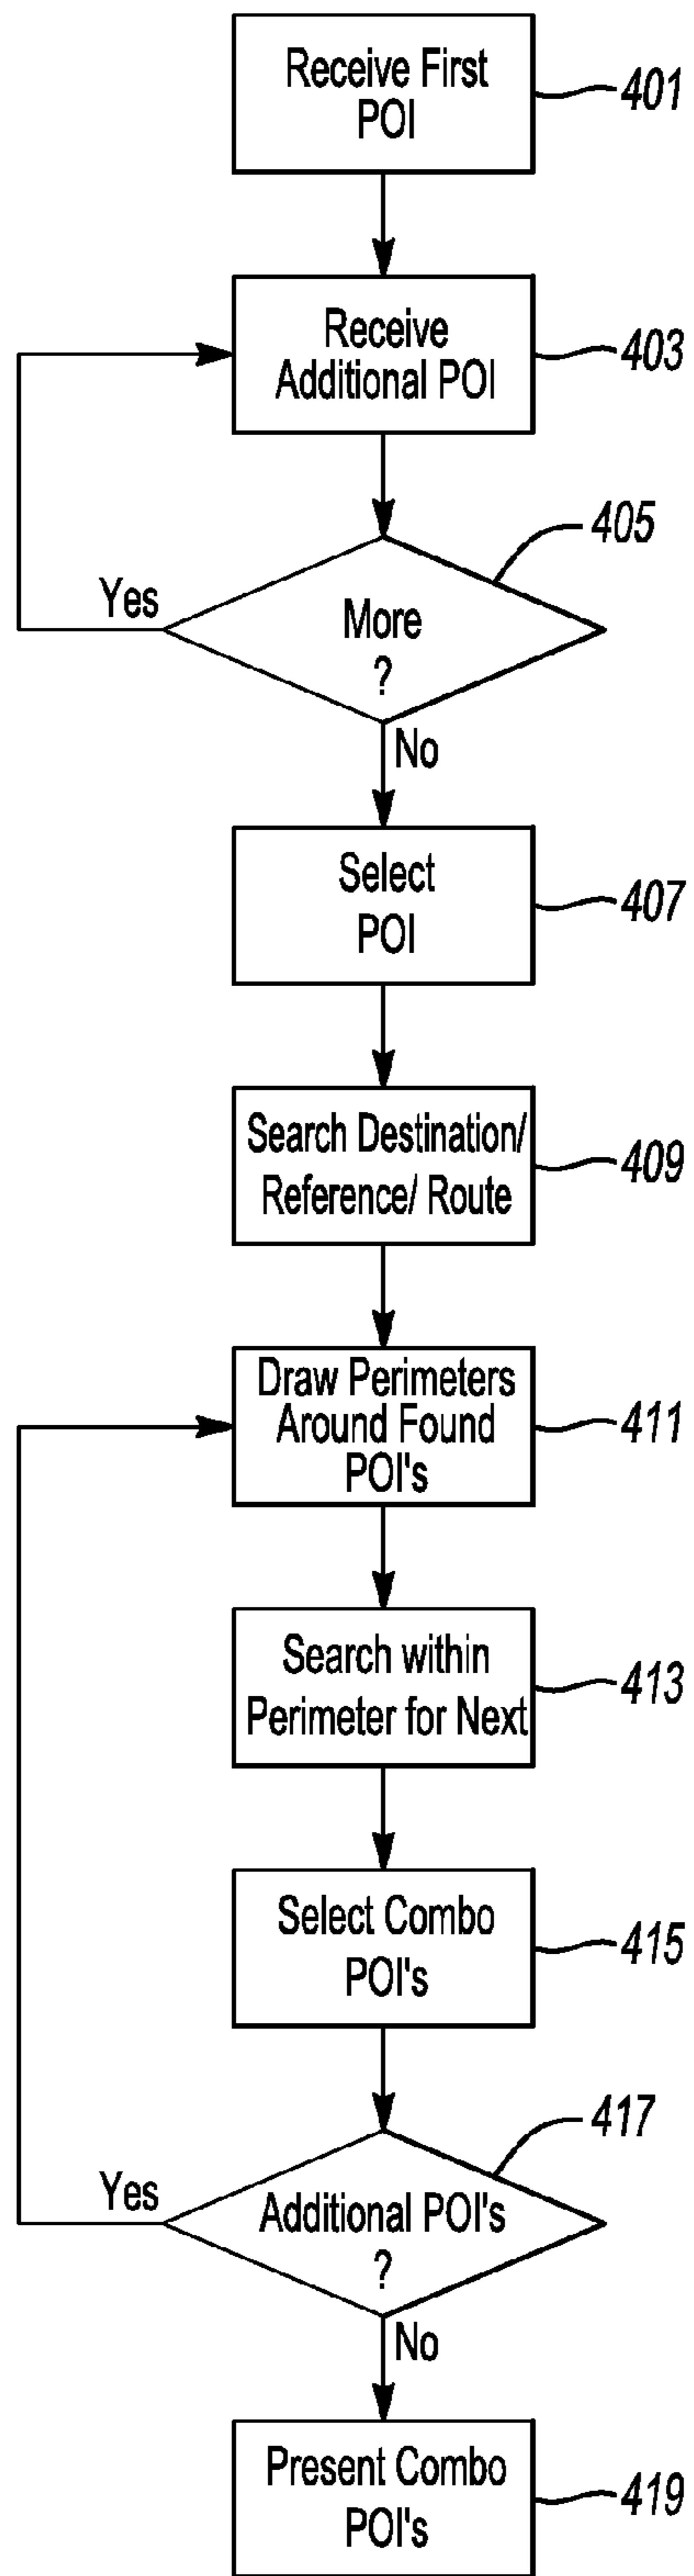 Receive First
POI
401
Receive
Additional POI
403
405
Yes
More
?
No
Select
POI
407
Search Destination/
Reference/ Route
409
Draw Perimeters
Around Found
POI's
411
Search within
Perimeter for Next
413
Select Combo
POI's
415
417
Yes
Additional POI's
?
No
Present Combo
POI's
419